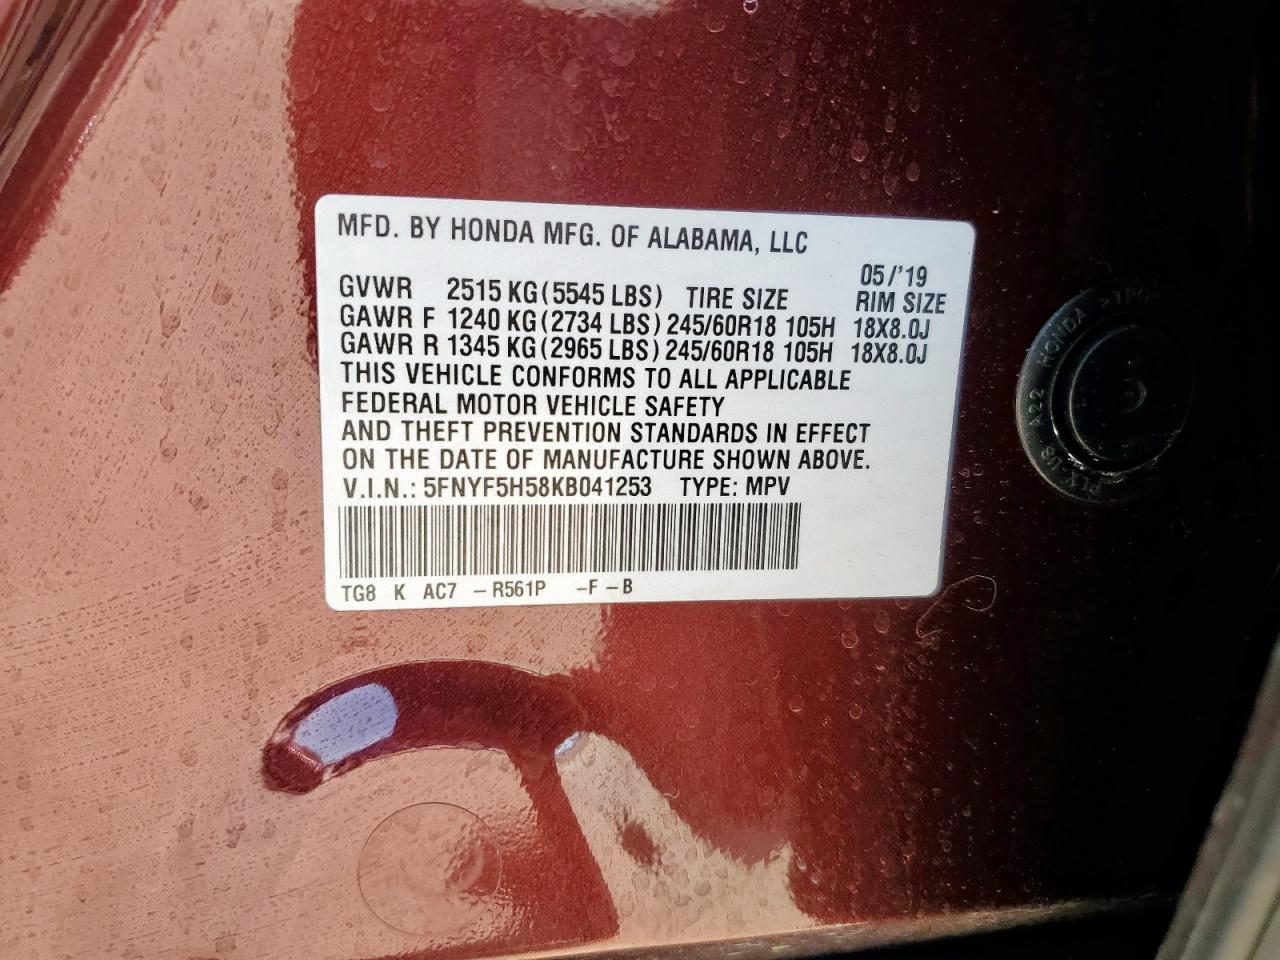 MFD. BY HONDA MFG. OF ALABAMA, LLC
05/'19
GVWR 2515 KG (5545 LBS) TIRE SIZE RIM SIZE
GAWR F 1240 KG (2734 LBS) 245/60R18 105H 18X8.0J
GAWR R 1345 KG (2965 LBS) 245/60R18 105H 18X8.0J
THIS VEHICLE CONFORMS TO ALL APPLICABLE
FEDERAL MOTOR VEHICLE SAFETY
AND THEFT PREVENTION STANDARDS IN EFFECT
ON THE DATE OF MANUFACTURE SHOWN ABOVE.
V.I.N.: 5FNYF5H58KB041253 TYPE: MPV
TG8 K AC7 -R561P -F -B
A22 HONDA